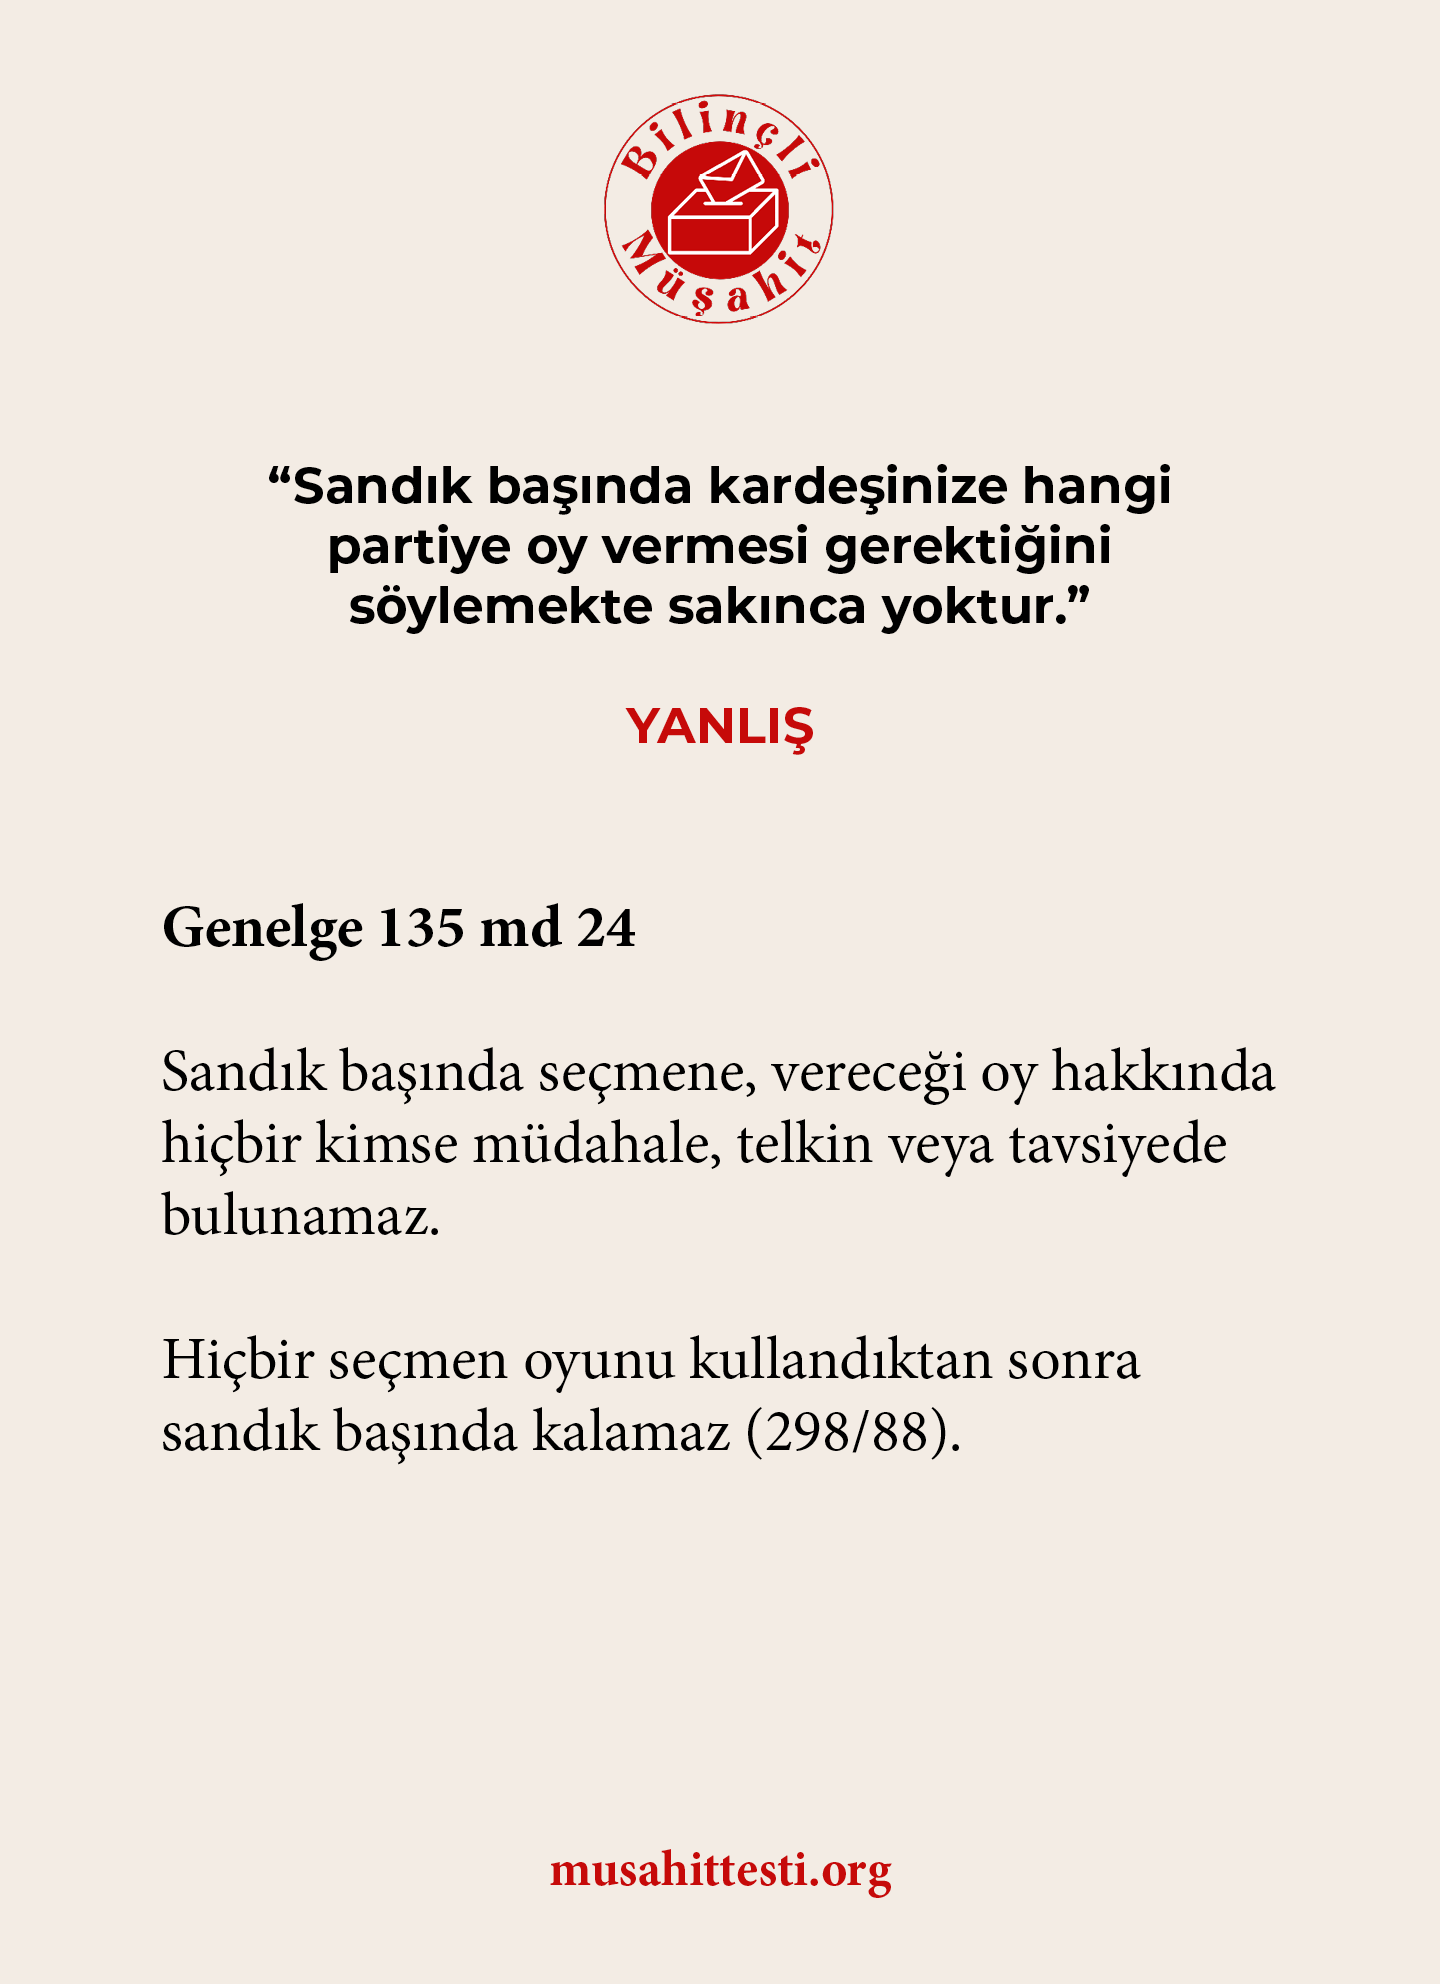 Bilinçli
Müşahit
“Sandık başında kardeşinize hangi
partiye oy vermesi gerektiğini
söylemekte sakınca yoktur.”
YANLIŞ
Genelge 135 md 24
Sandık başında seçmene, vereceği oy hakkında
hiçbir kimse müdahale, telkin veya tavsiyede
bulunamaz.
Hiçbir seçmen oyunu kullandıktan sonra
sandık başında kalamaz (298/88).
musahittesti.org